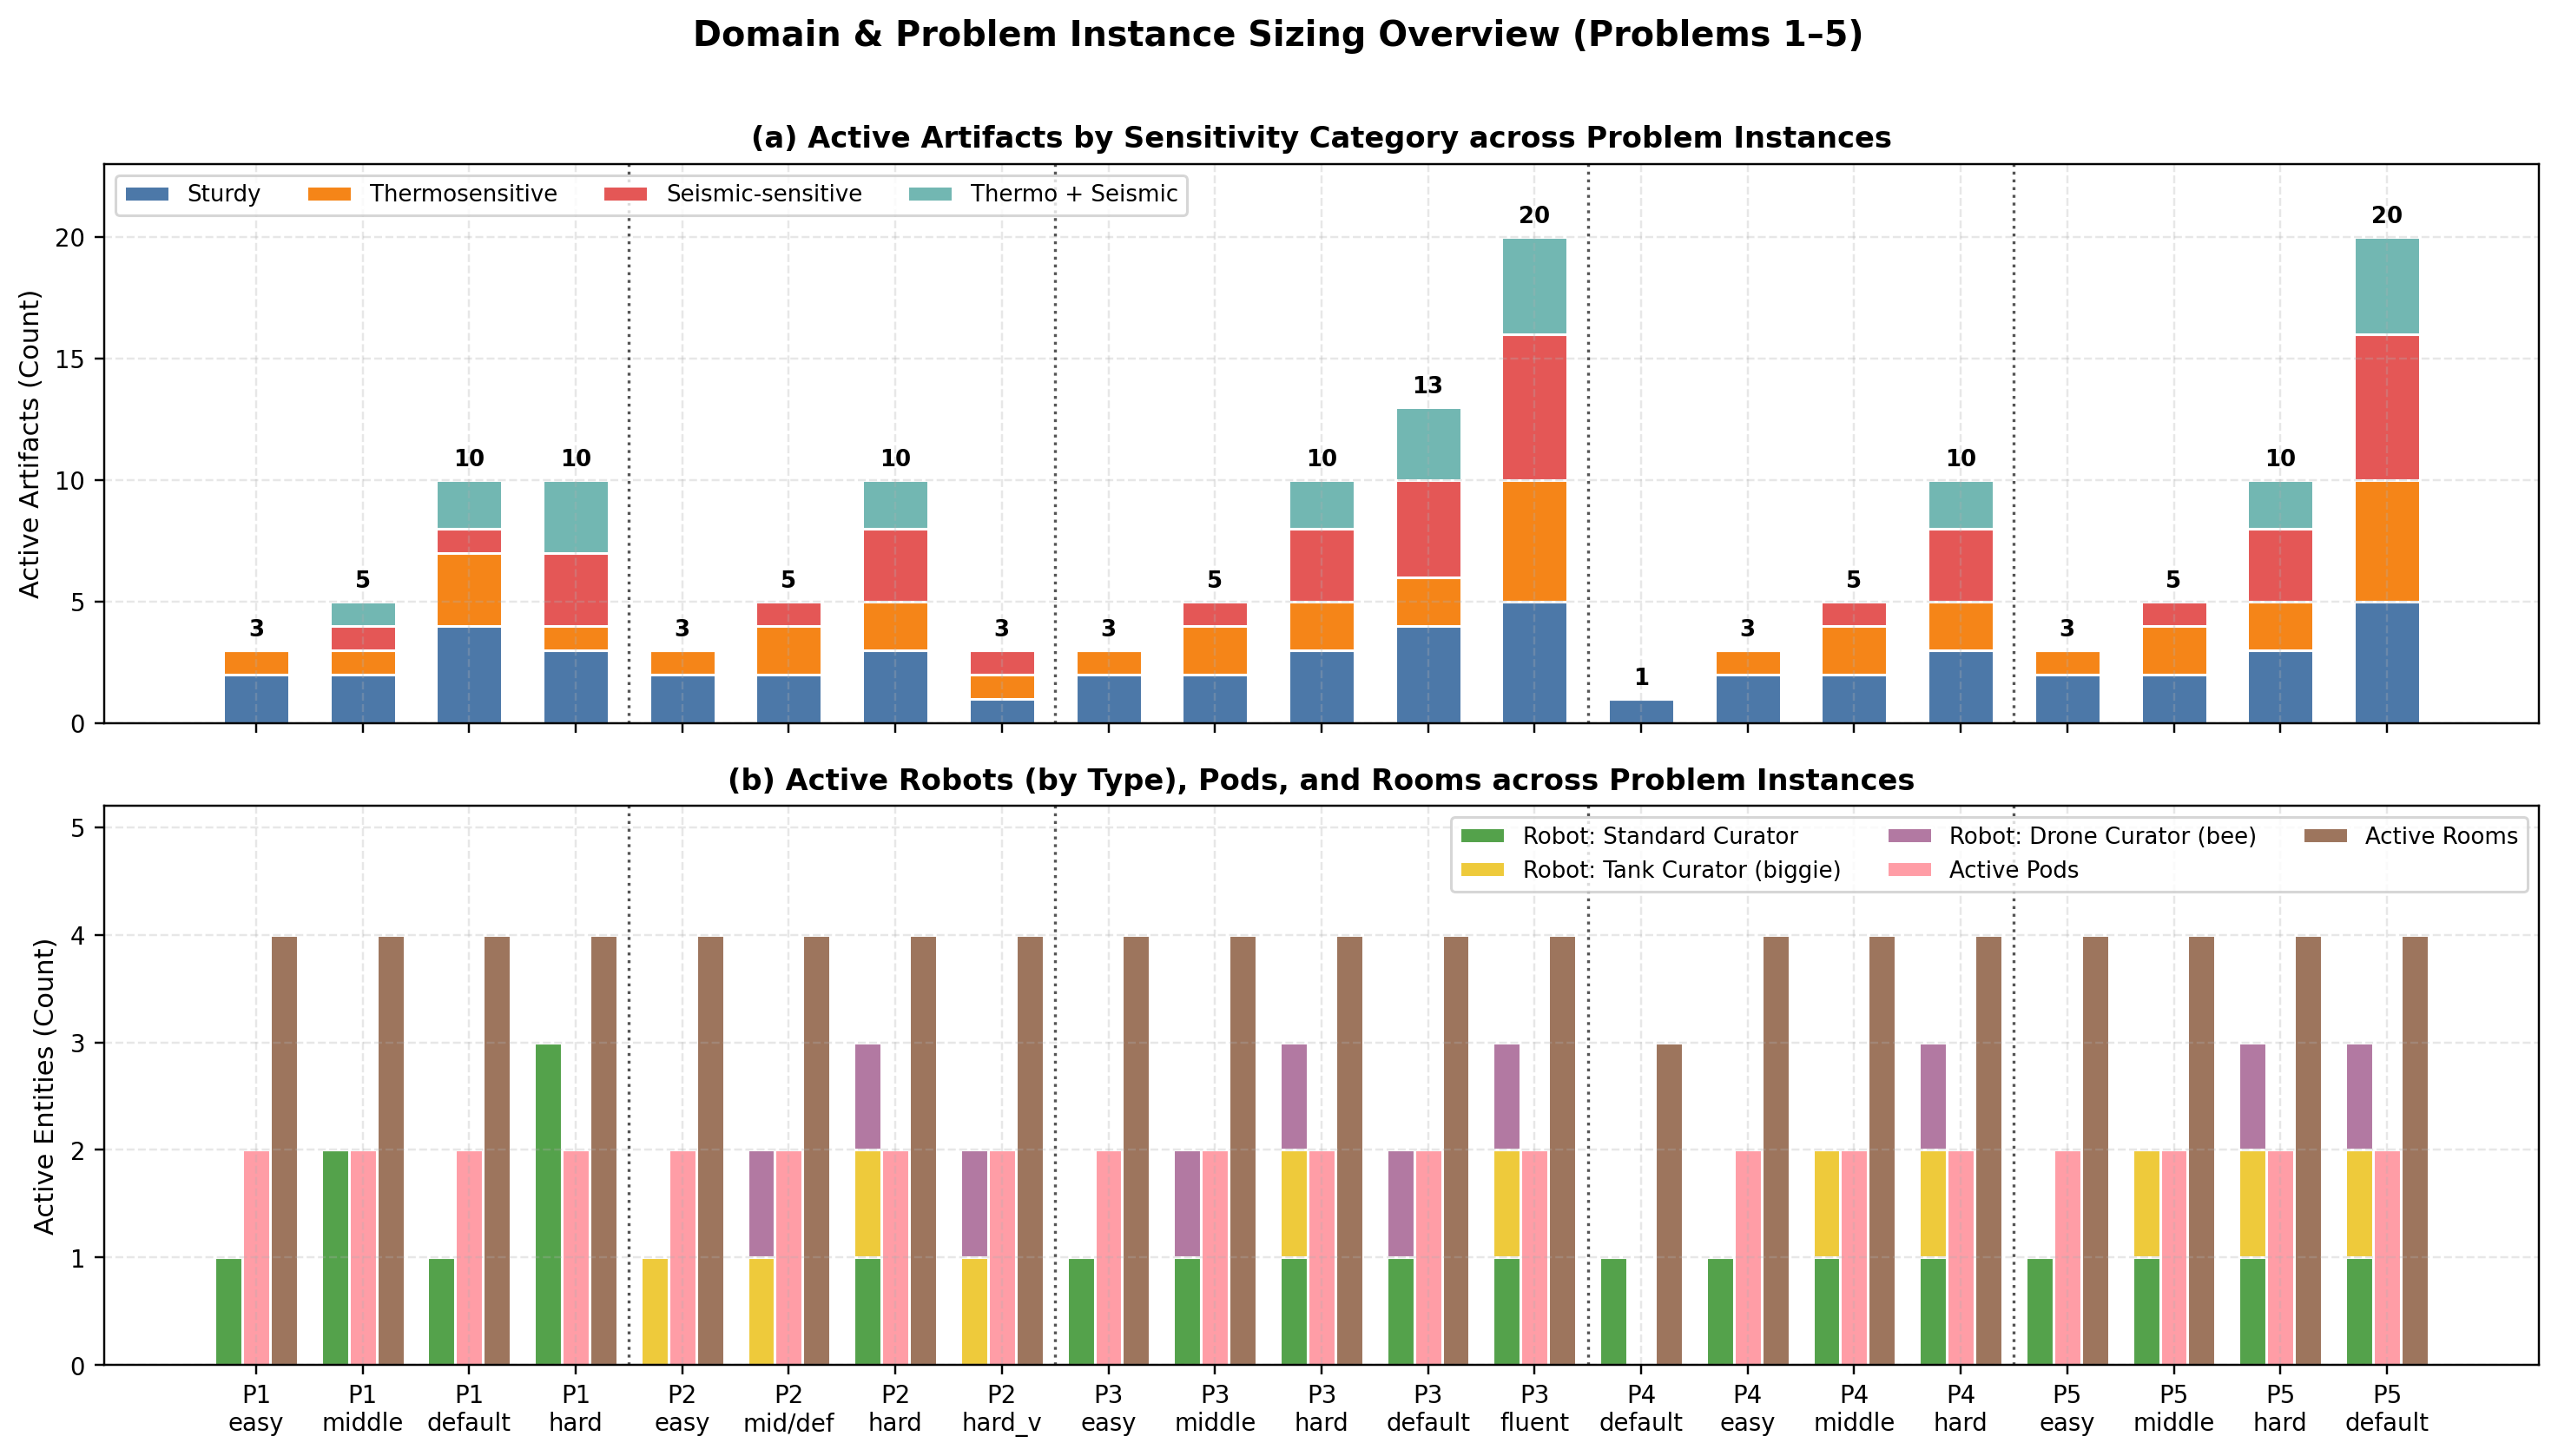 Domain & Problem Instance Sizing Overview (Problems 1–5)
(a) Active Artifacts by Sensitivity Category across Problem Instances
Sturdy
Thermosensitive
Seismic-sensitive
Thermo + Seismic
Active Artifacts (Count)
20
15
10
5
0
3
5
10
10
3
5
10
3
3
5
10
13
20
1
3
5
10
3
5
10
20
(b) Active Robots (by Type), Pods, and Rooms across Problem Instances
Robot: Standard Curator
Robot: Tank Curator (biggie)
Robot: Drone Curator (bee)
Active Pods
Active Rooms
Active Entities (Count)
5
4
3
2
1
0
P1
easy
P1
middle
P1
default
P1
hard
P2
easy
P2
mid/def
P2
hard
P2
hard_v
P3
easy
P3
middle
P3
hard
P3
default
P3
fluent
P4
default
P4
easy
P4
middle
P4
hard
P5
easy
P5
middle
P5
hard
P5
default